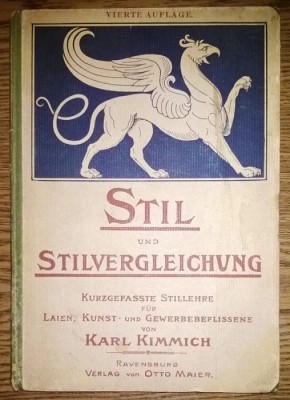 VIERTE AUFLAGE.
STIL
UND
STILVERGLEICHUNG
KURZGEFASSTE STILLEHRE
FÜR
LAIEN, KUNST- UND GEWERBEBEFLISSENE
VON
KARL KIMMICH
RAVENSBURG
VERLAG VON OTTO MAIER.